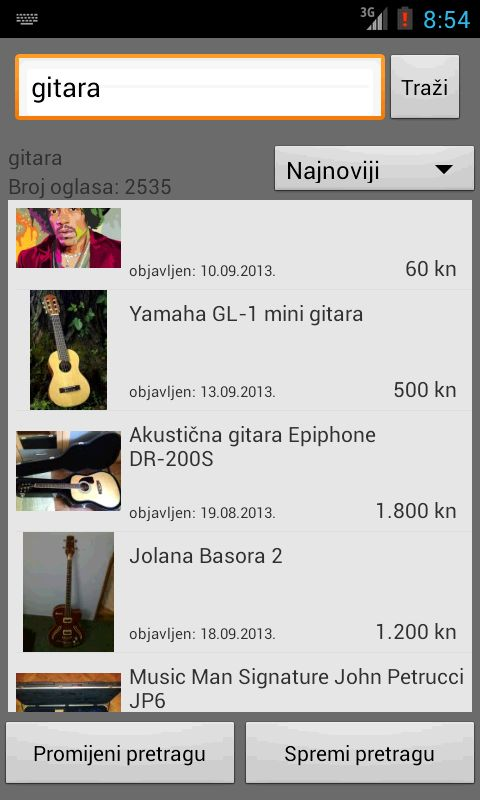 3G
8:54
gitara
Traži
gitara
Broj oglasa: 2535
Najnoviji
objavljen: 10.09.2013.
60 kn
Yamaha GL-1 mini gitara
objavljen: 13.09.2013.
500 kn
Akustična gitara Epiphone
DR-200S
objavljen: 19.08.2013.
1.800 kn
Jolana Basora 2
objavljen: 18.09.2013.
1.200 kn
Music Man Signature John Petrucci
JP6
Promijeni pretragu
Spremi pretragu